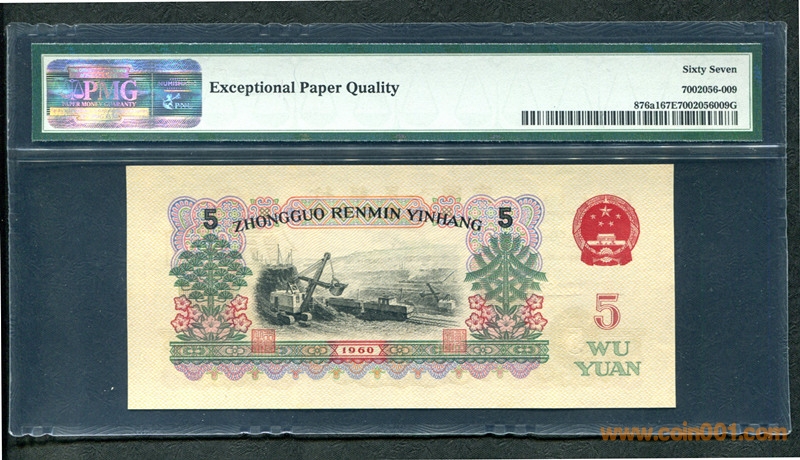 PMG
PAPER MONEY GUARANTY
Exceptional Paper Quality
Sixty Seven
7002056-009
876a167E7002056009G
5
ZHONGGUO RENMIN YINHANG
5
5
WU
YUAN
1960
www.coin001.com